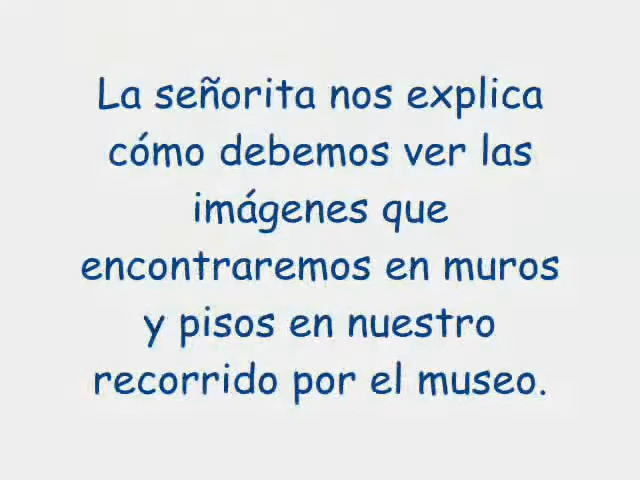 La señorita nos explica
cómo debemos ver las
imágenes que
encontraremos en muros
y pisos en nuestro
recorrido por el museo.